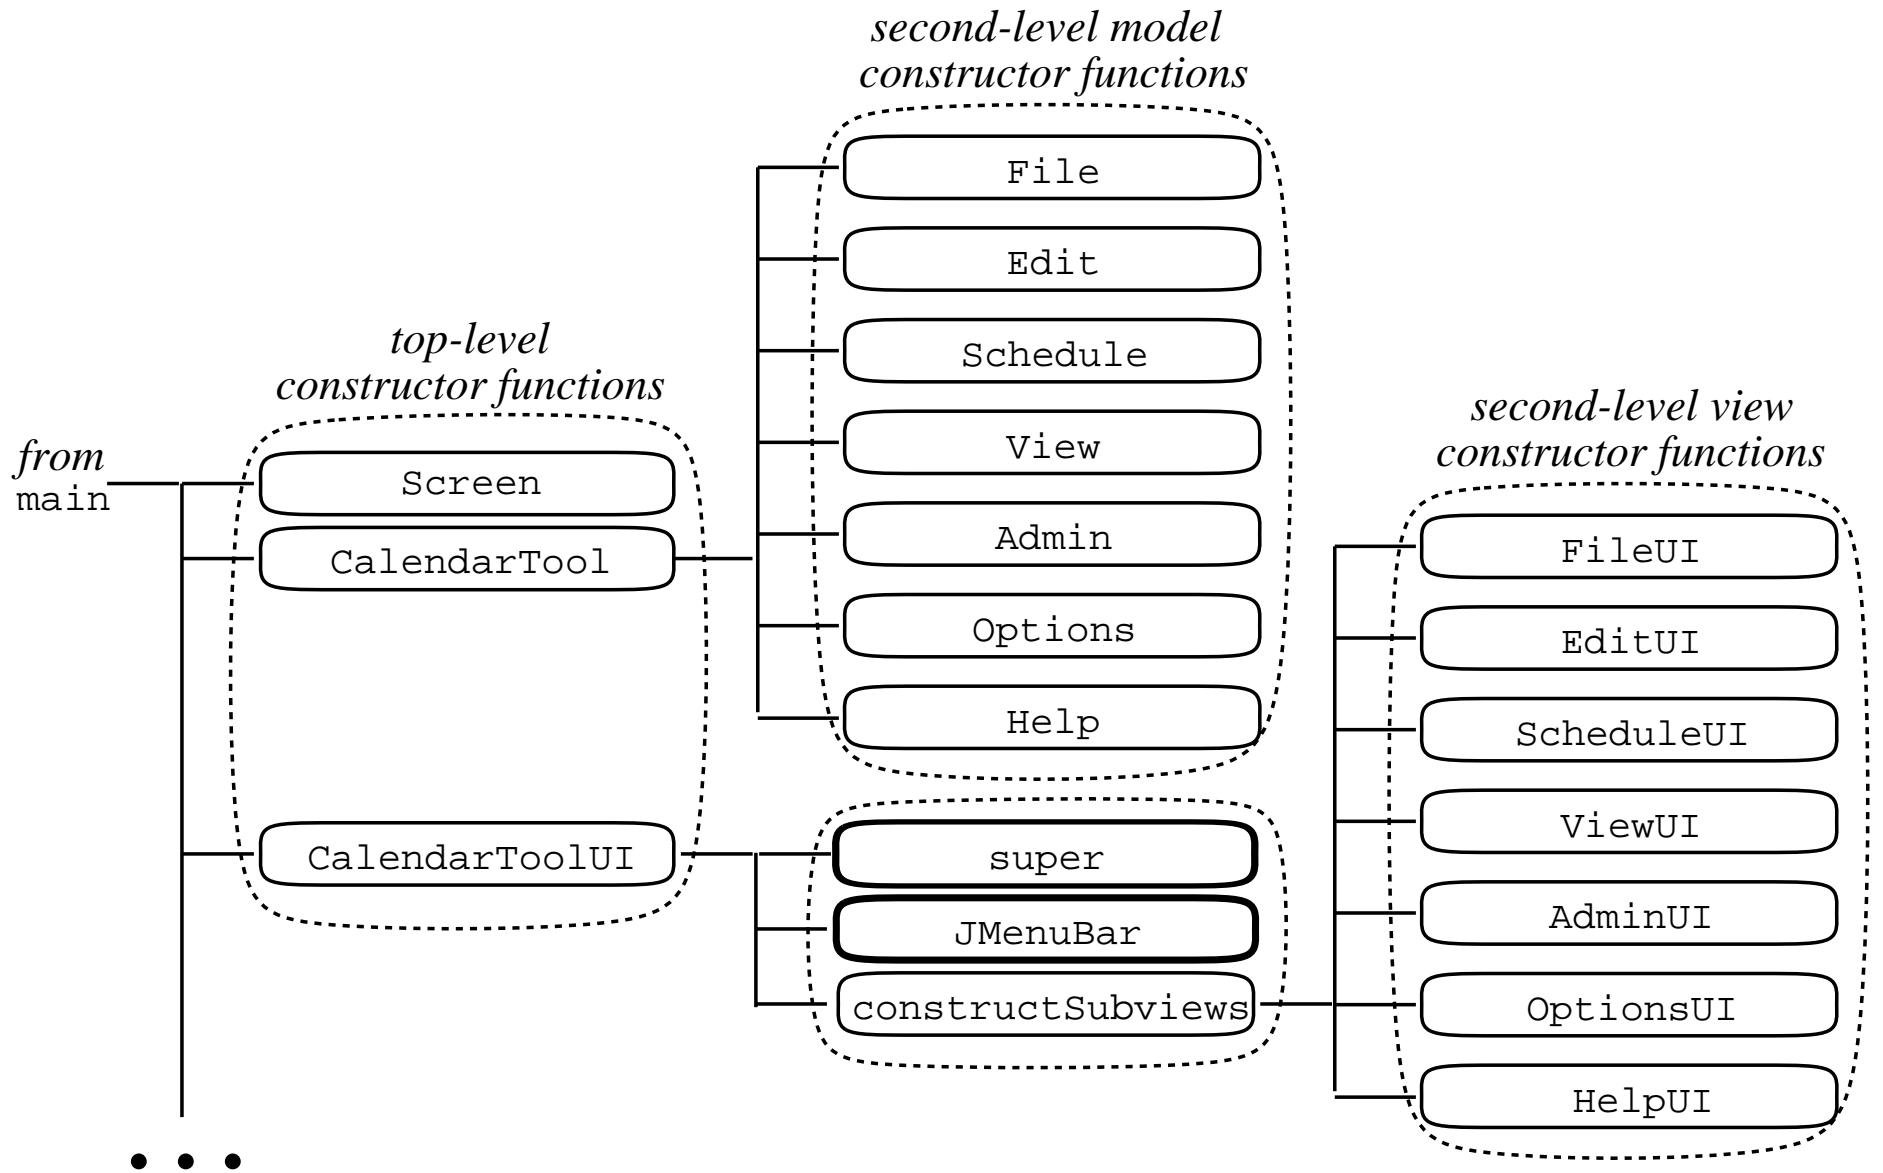 second-level model
constructor functions
File
Edit
Schedule
View
Admin
Options
Help
top-level
constructor functions
from
main
Screen
CalendarTool
CalendarToolUI
super
JMenuBar
constructSubviews
second-level view
constructor functions
FileUI
EditUI
ScheduleUI
ViewUI
AdminUI
OptionsUI
HelpUI
• • •